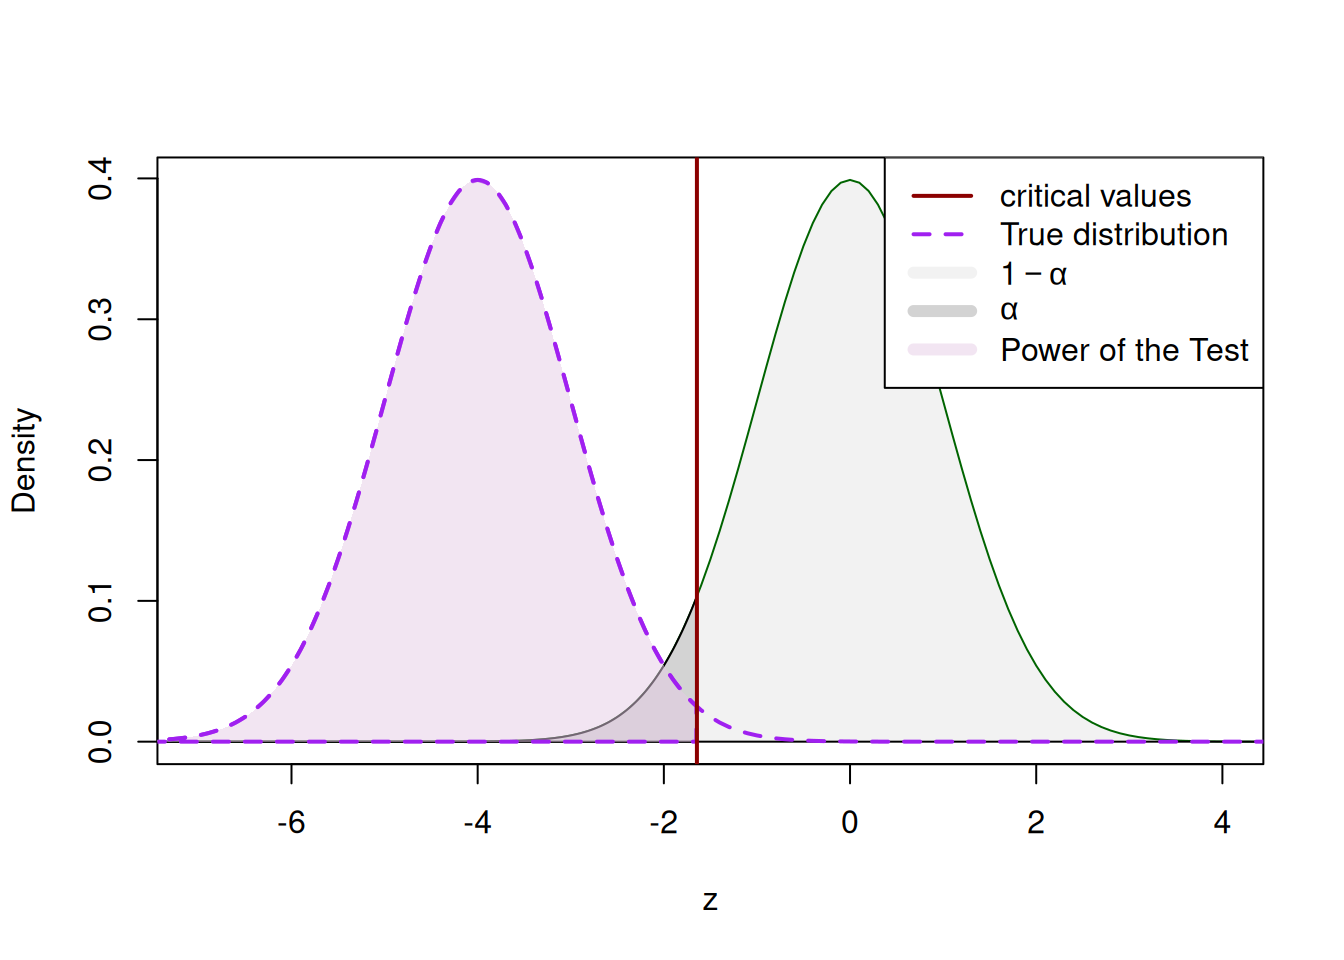 critical values
True distribution
1 − α
α
Power of the Test
Density
0.4
0.3
0.2
0.1
0.0
-6 -4 -2 0 2 4
z